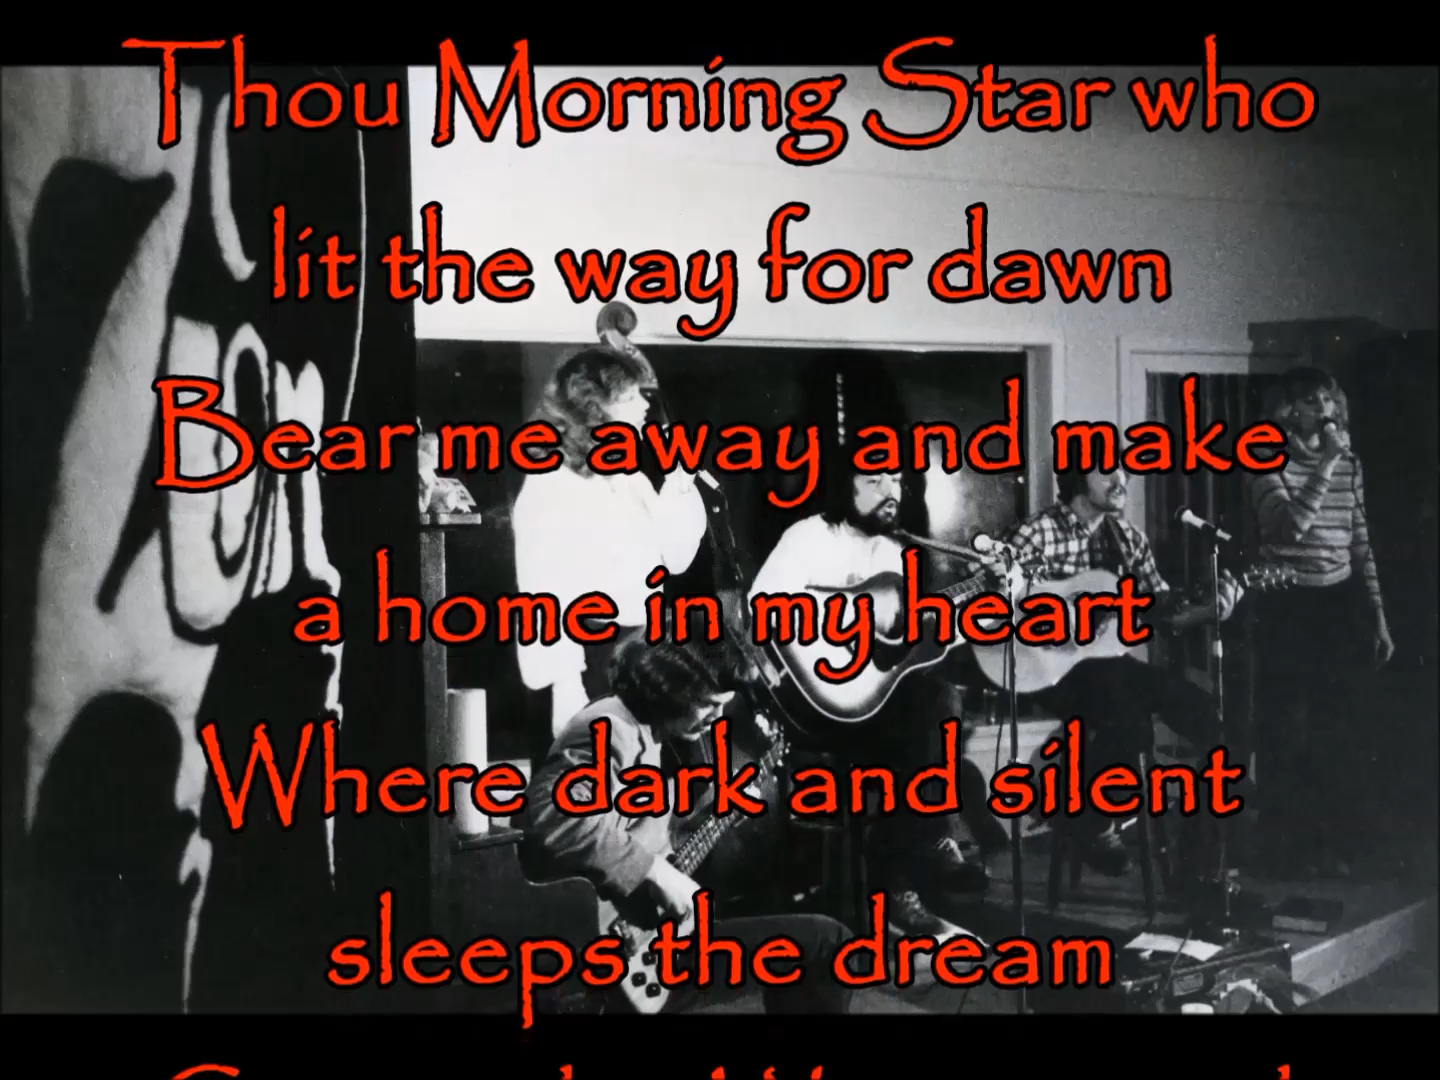 Thou Morning Star who
lit the way for dawn
Bear me away and make
a home in my heart
Where dark and silent
sleeps the dream